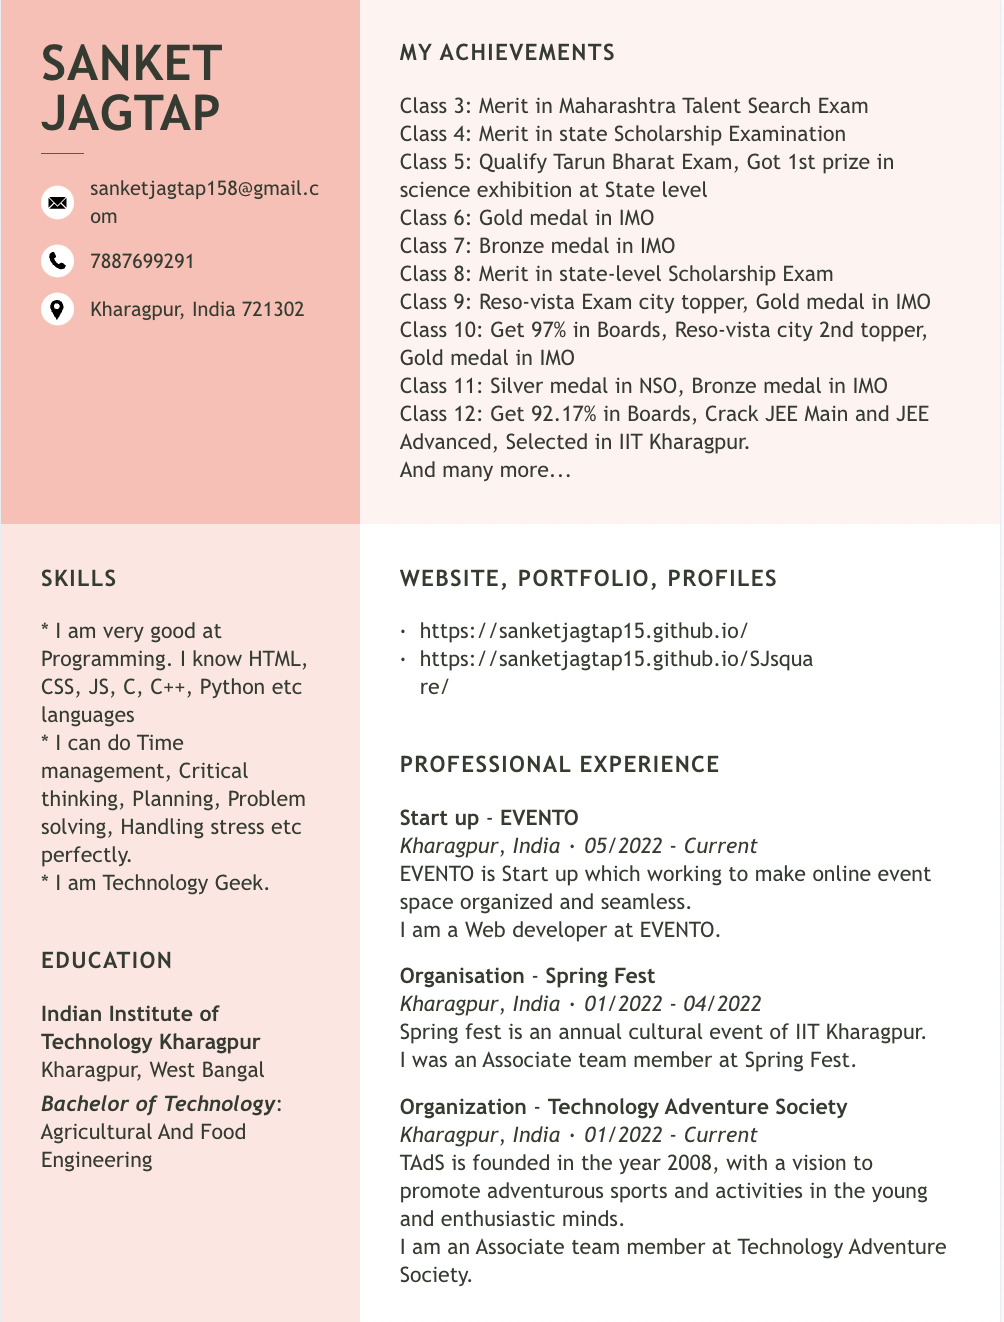 SANKET
JAGTAP
sanketjagtap158@gmail.c
om
7887699291
Kharagpur, India 721302
MY ACHIEVEMENTS
Class 3: Merit in Maharashtra Talent Search Exam
Class 4: Merit in state Scholarship Examination
Class 5: Qualify Tarun Bharat Exam, Got 1st prize in
science exhibition at State level
Class 6: Gold medal in IMO
Class 7: Bronze medal in IMO
Class 8: Merit in state-level Scholarship Exam
Class 9: Reso-vista Exam city topper, Gold medal in IMO
Class 10: Get 97% in Boards, Reso-vista city 2nd topper,
Gold medal in IMO
Class 11: Silver medal in NSO, Bronze medal in IMO
Class 12: Get 92.17% in Boards, Crack JEE Main and JEE
Advanced, Selected in IIT Kharagpur.
And many more...
SKILLS
* I am very good at
Programming. I know HTML,
CSS, JS, C, C++, Python etc
languages
* I can do Time
management, Critical
thinking, Planning, Problem
solving, Handling stress etc
perfectly.
* I am Technology Geek.
EDUCATION
Indian Institute of
Technology Kharagpur
Kharagpur, West Bangal
Bachelor of Technology:
Agricultural And Food
Engineering
WEBSITE, PORTFOLIO, PROFILES
· https://sanketjagtap15.github.io/
· https://sanketjagtap15.github.io/SJsqua
re/
PROFESSIONAL EXPERIENCE
Start up - EVENTO
Kharagpur, India · 05/2022 - Current
EVENTO is Start up which working to make online event
space organized and seamless.
I am a Web developer at EVENTO.
Organisation - Spring Fest
Kharagpur, India · 01/2022 - 04/2022
Spring fest is an annual cultural event of IIT Kharagpur.
I was an Associate team member at Spring Fest.
Organization - Technology Adventure Society
Kharagpur, India · 01/2022 - Current
TAdS is founded in the year 2008, with a vision to
promote adventurous sports and activities in the young
and enthusiastic minds.
I am an Associate team member at Technology Adventure
Society.